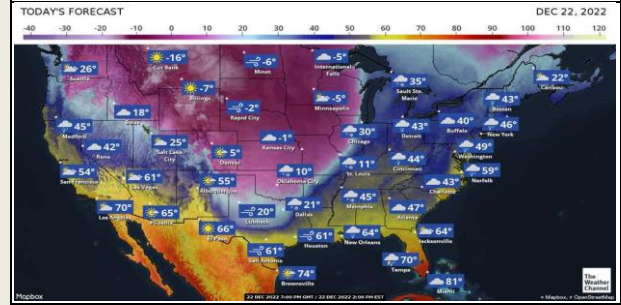 TODAY'S FORECAST
DEC 22, 2022
-40 -30 -20 -10 0 10 20 30 40 50 60 70 80 90 100 110 120
26°
Seattle
-16°
Cut Bank
-6°
Minot
-5°
International
Falls
35°
Sault Ste.
Marie
22°
Caribou
-7°
Billings
-2°
Rapid City
-5°
Minneapolis
43°
Boston
18°
Boise
45°
Medford
42°
Reno
25°
Salt Lake
City
5°
Denver
-1°
Kansas City
30°
Chicago
43°
Detroit
40°
Buffalo
46°
New York
49°
Washington
54°
San Francisco
61°
Las Vegas
55°
Albuquerque
10°
Oklahoma City
11°
St. Louis
44°
Cincinnati
59°
Norfolk
43°
Charlotte
70°
Los Angeles
65°
Phoenix
66°
El Paso
20°
Lubbock
21°
Dallas
45°
Memphis
47°
Atlanta
61°
San Antonio
61°
Houston
64°
New Orleans
64°
Jacksonville
74°
Brownsville
70°
Tampa
81°
Miami
The
Weather
Channel
Mapbox
22 DEC 2022 7:00 PM GMT / 22 DEC 2022 2:00 PM EST
© Mapbox, © OpenStreetMap